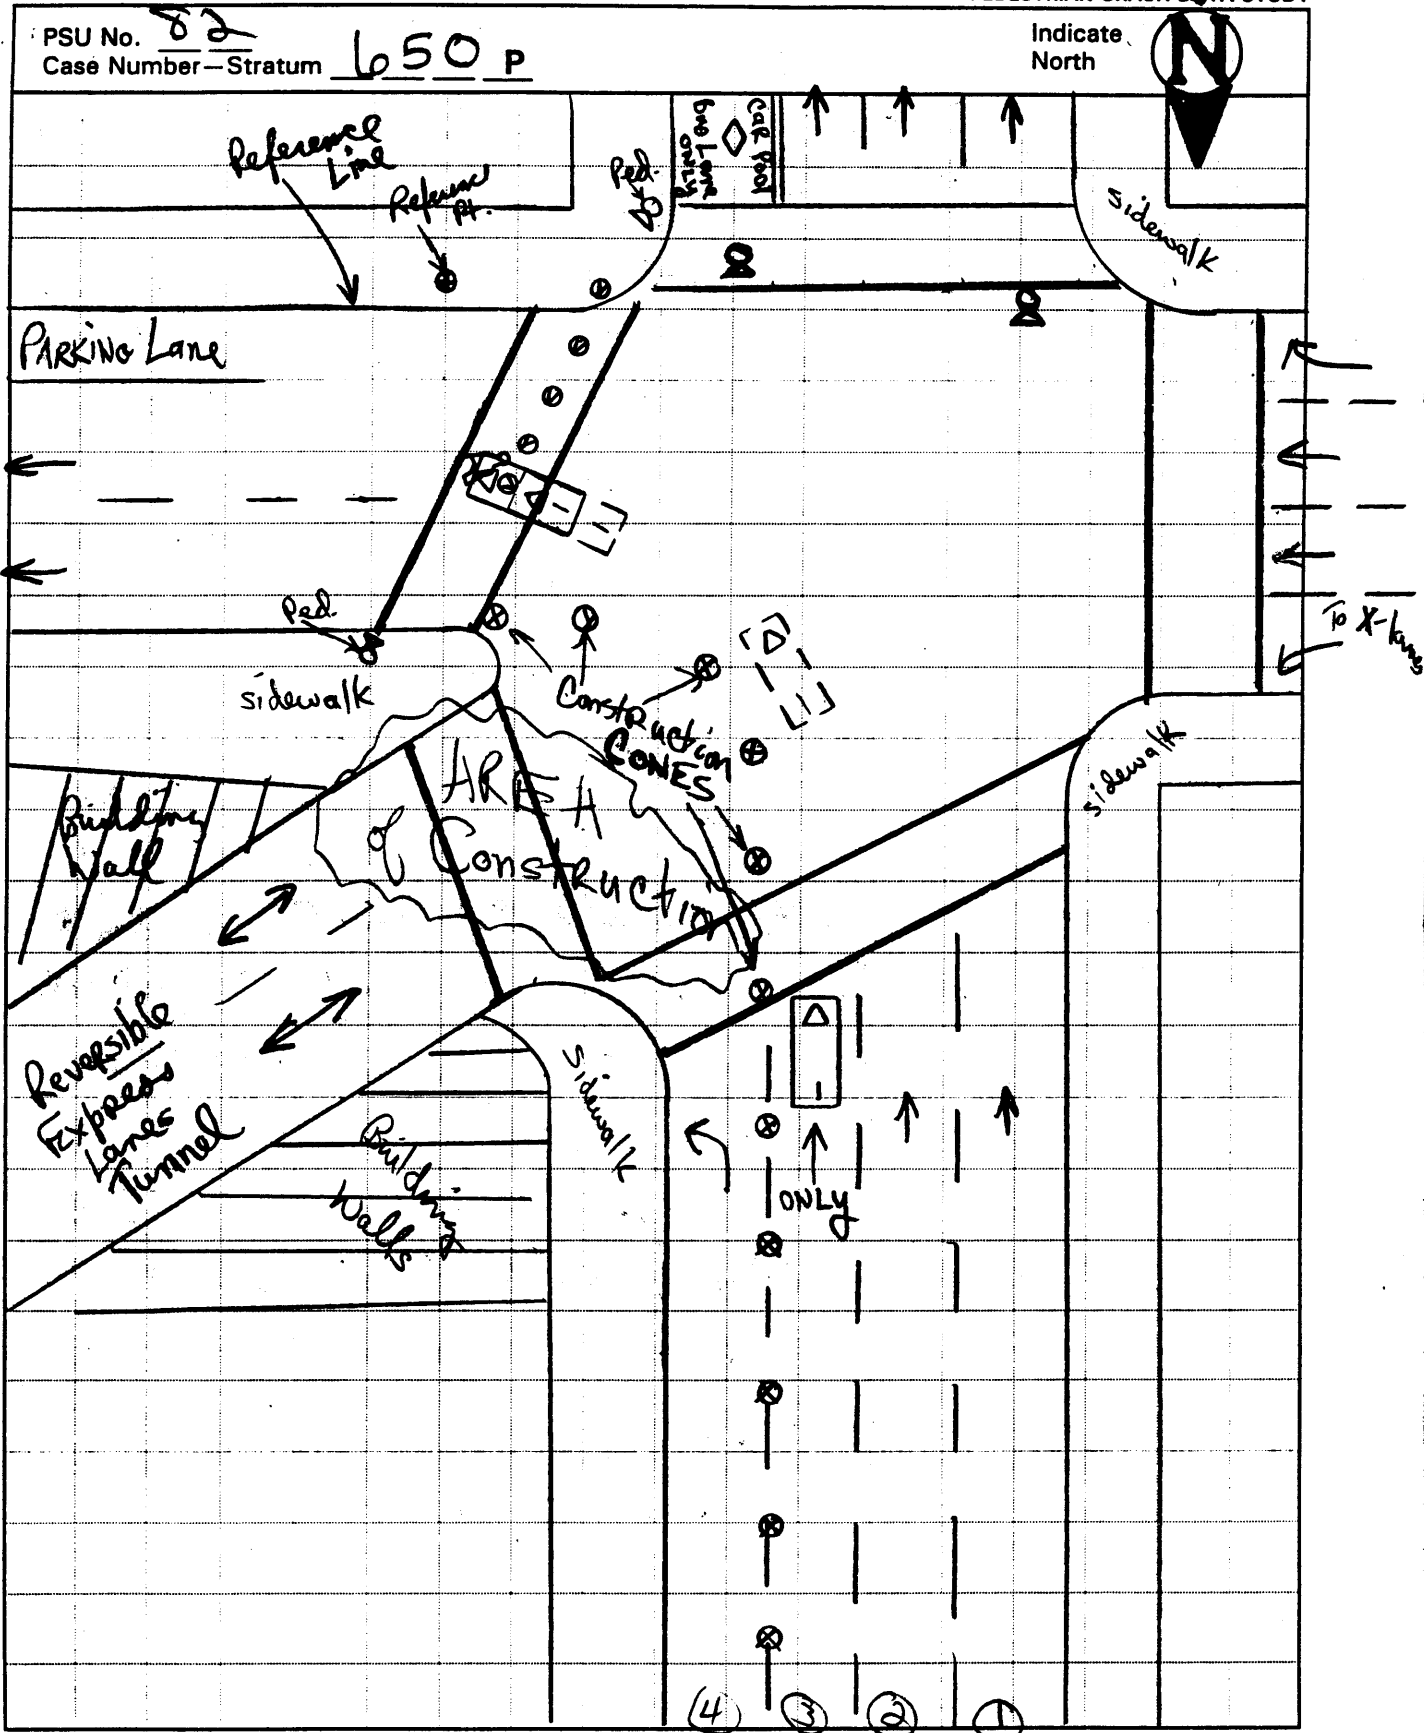 PSU No. 82
Case Number—Stratum 650 P
Indicate
North
N
Reference
Line
Reference
Pt.
Ped.
Car Pool
ONLY
sidewalk
PARKING Lane
To X-lanes
Ped.
sidewalk
Construction
CONES
sidewalk
AREA
of Construction
Building
Wall
Reversible
Express
Lanes
Tunnel
sidewalk
Building
Walls
ONLY
4 3 2 1